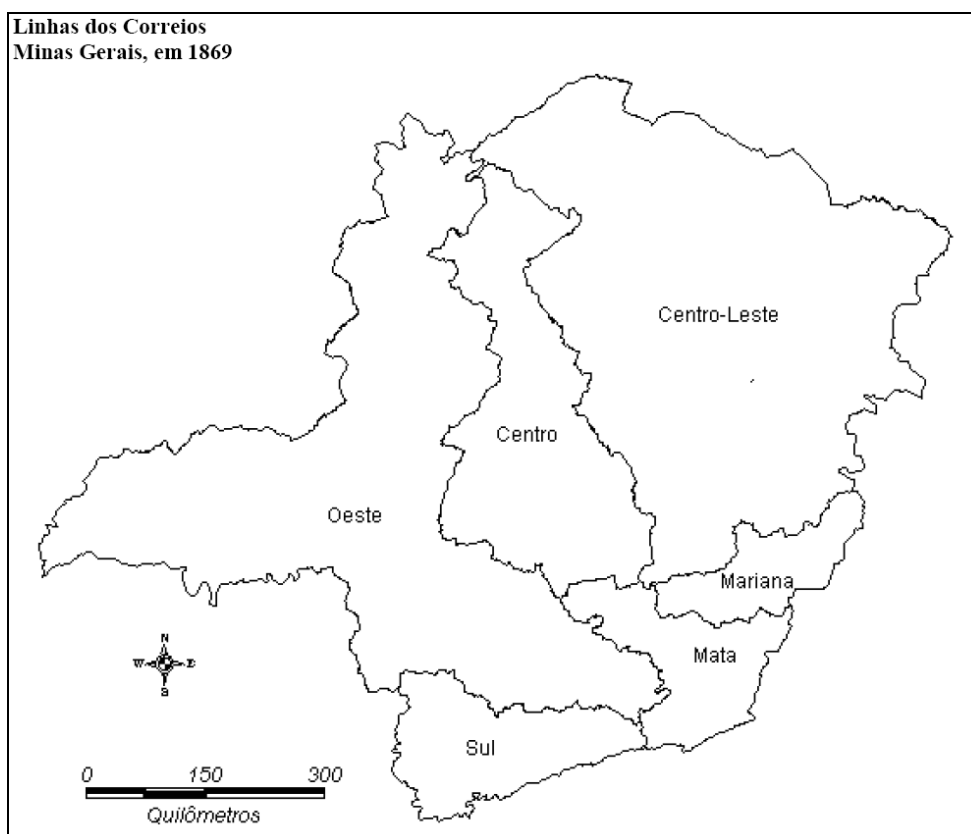 Linhas dos Correios
Minas Gerais, em 1869
Centro-Leste
Centro
Oeste
Mariana
Mata
Sul
N
W E
S
0 150 300
Quilômetros